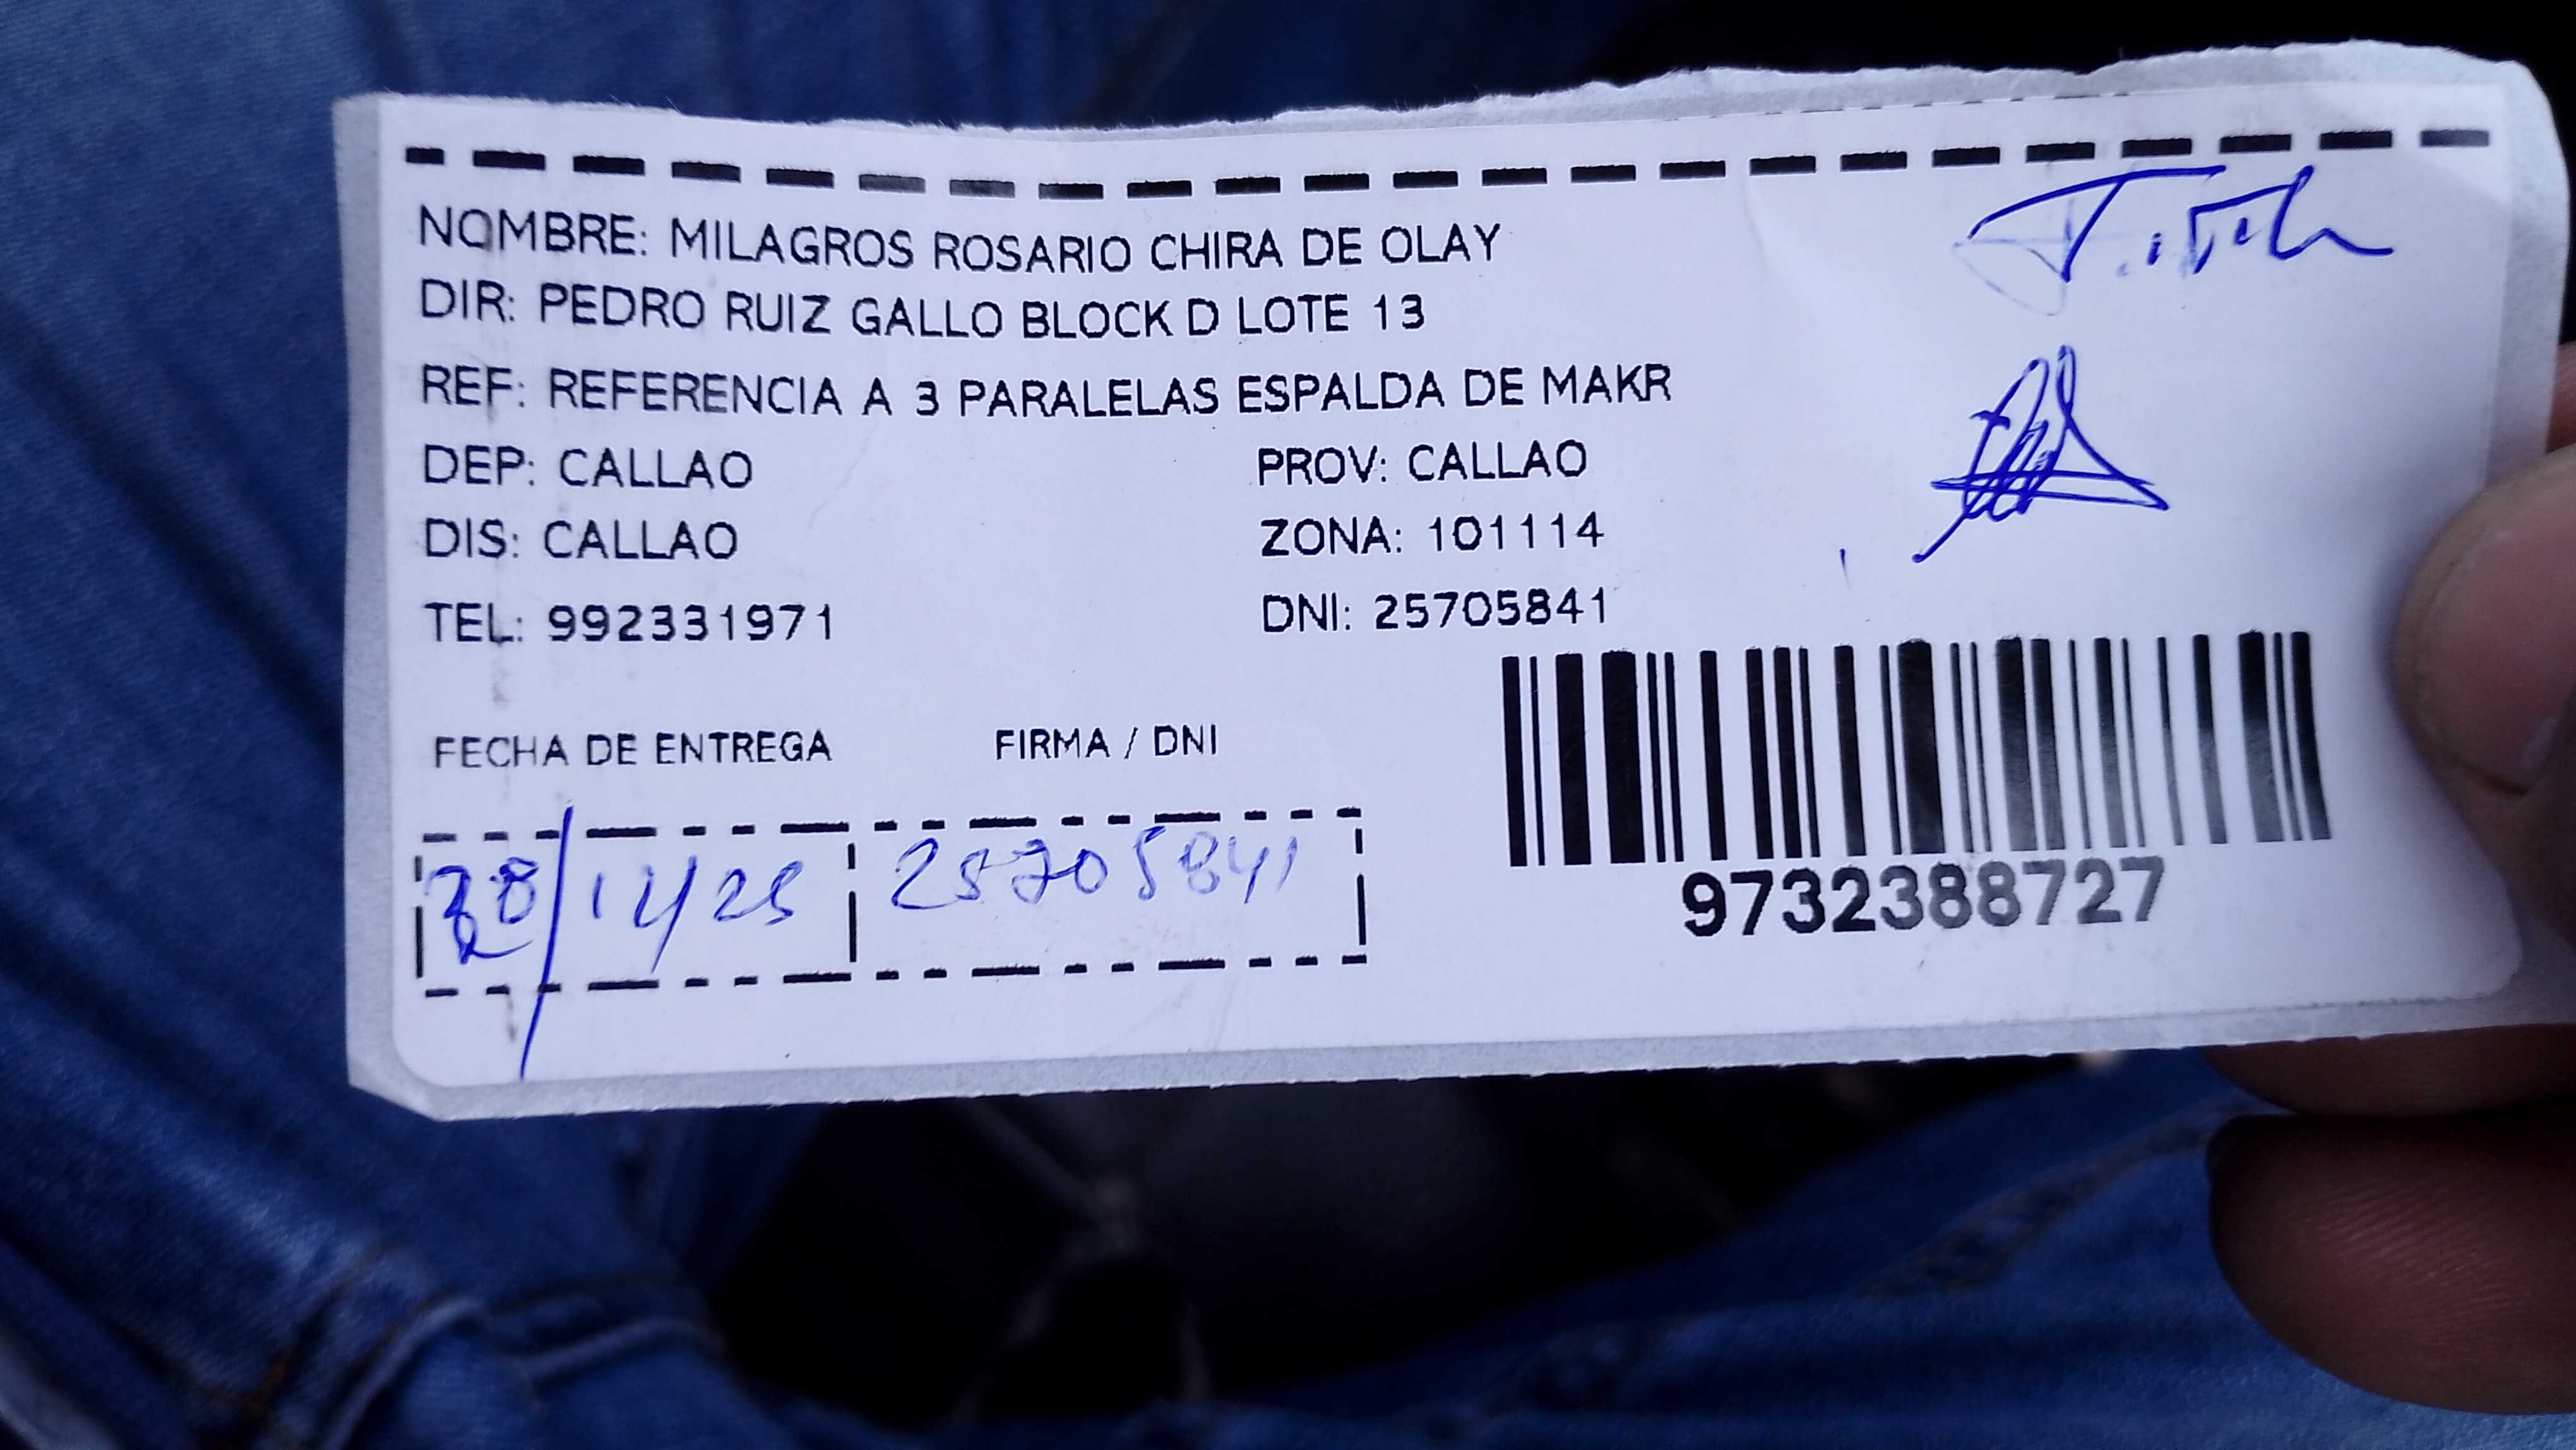 NOMBRE: MILAGROS ROSARIO CHIRA DE OLAY
DIR: PEDRO RUIZ GALLO BLOCK D LOTE 13
REF: REFERENCIA A 3 PARALELAS ESPALDA DE MAKR
DEP: CALLAO PROV: CALLAO
DIS: CALLAO ZONA: 101114
TEL: 992331971 DNI: 25705841
FECHA DE ENTREGA FIRMA / DNI
25705841
9732388727